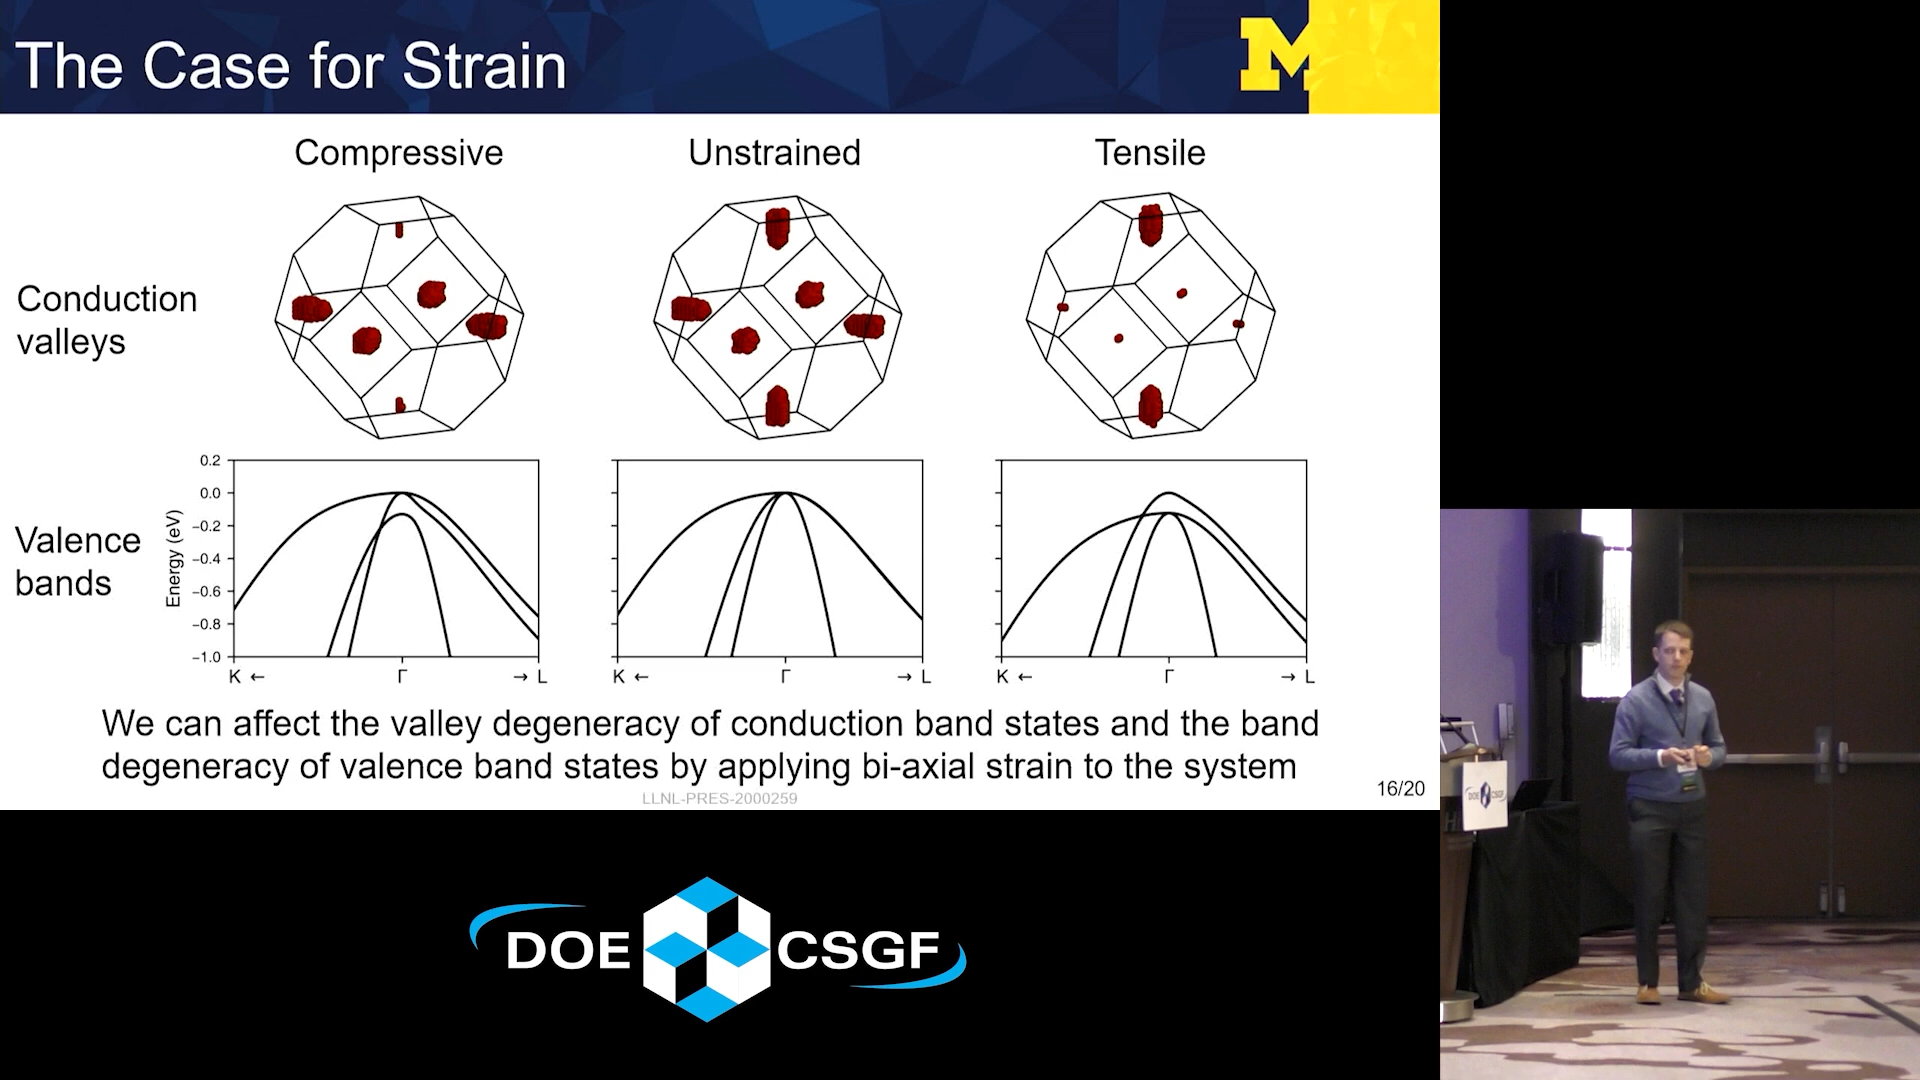 The Case for Strain
M
Compressive
Unstrained
Tensile
Conduction
valleys
Valence
bands
Energy (eV)
0.2
0.0
−0.2
−0.4
−0.6
−0.8
−1.0
K ← Γ → L
K ← Γ → L
K ← Γ → L
We can affect the valley degeneracy of conduction band states and the band
degeneracy of valence band states by applying bi-axial strain to the system
LLNL-PRES-2000259
16/20
DOE CSGF
DOE CSGF